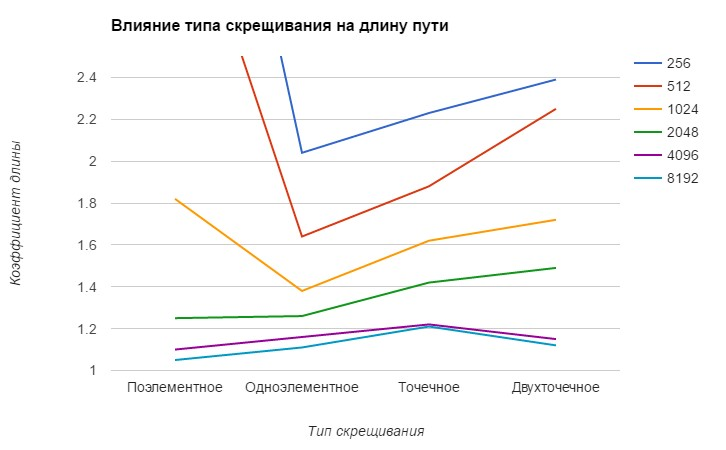 Влияние типа скрещивания на длину пути
Коэффициент длины
2.4
2.2
2
1.8
1.6
1.4
1.2
1
Поэлементное
Одноэлементное
Точечное
Двухточечное
Тип скрещивания
256
512
1024
2048
4096
8192